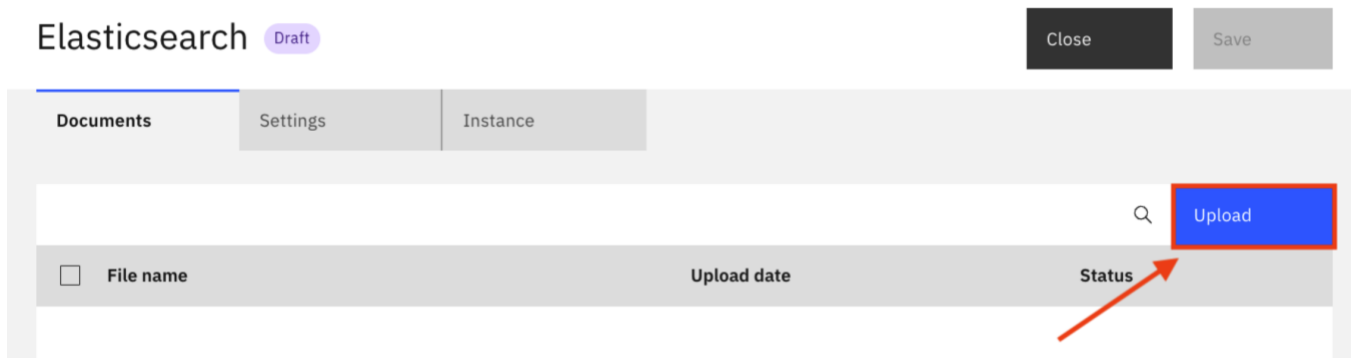 Elasticsearch Draft Close Save
Documents Settings Instance
Upload
File name Upload date Status